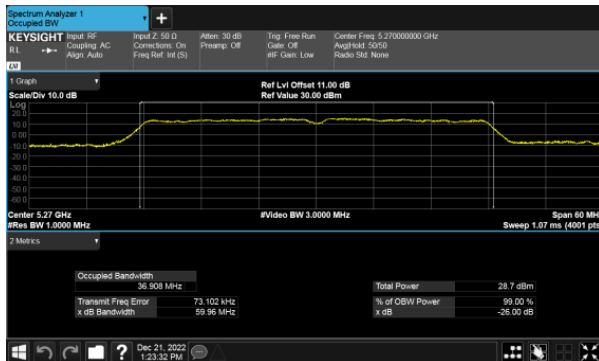 Spectrum Analyzer 1
Occupied BW
+
KEYSIGHT Input: RF Input Z: 50 Ω Atten: 30 dB Trig: Free Run Center Freq: 5.270000000 GHz
R L Coupling: AC Corrections: On Preamp: Off Gate: Off Avg|Hold: 50/50
Align: Auto Freq Ref: Int (S) #IF Gain: Low Radio Std: None
LXI
1 Graph
Ref Lvl Offset 11.00 dB
Scale/Div 10.0 dB Ref Value 30.00 dBm
Log
20.0
10.0
0.00
-10.0
-20.0
-30.0
-40.0
-50.0
-60.0
Center 5.27 GHz #Video BW 3.0000 MHz Span 60 MH
#Res BW 1.0000 MHz Sweep 1.07 ms (4001 pts
2 Metrics
Occupied Bandwidth
36.908 MHz Total Power 28.7 dBm
Transmit Freq Error 73.102 kHz % of OBW Power 99.00 %
x dB Bandwidth 59.96 MHz x dB -26.00 dB
? Dec 21, 2022
1:23:32 PM